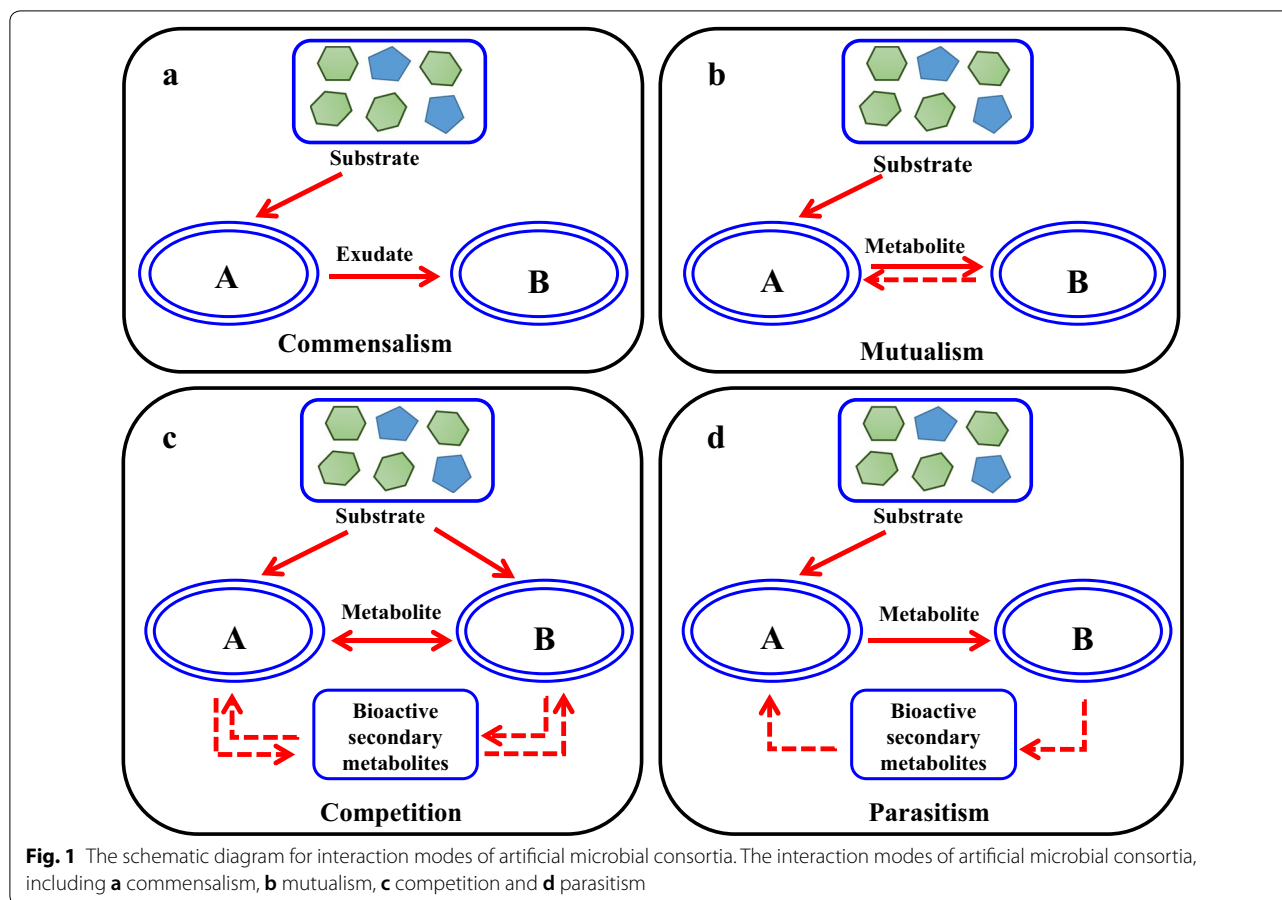 a
Substrate
Exudate
A
B
Commensalism
b
Substrate
Metabolite
A
B
Mutualism
c
Substrate
Metabolite
A
B
Bioactive
secondary
metabolites
Competition
d
Substrate
Metabolite
A
B
Bioactive
secondary
metabolites
Parasitism
Fig. 1 The schematic diagram for interaction modes of artificial microbial consortia. The interaction modes of artificial microbial consortia,
including a commensalism, b mutualism, c competition and d parasitism